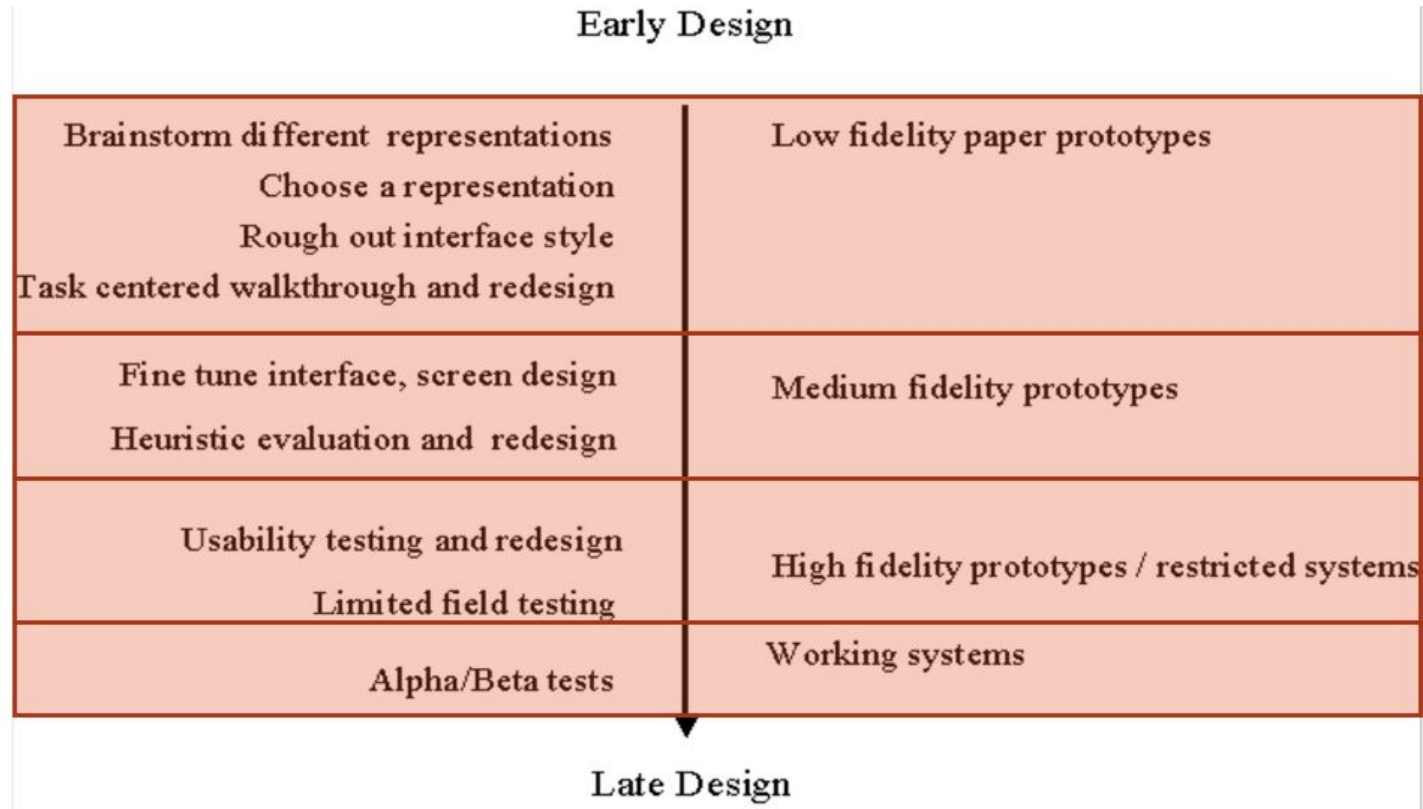 Early Design
Brainstorm different representations
Low fidelity paper prototypes
Choose a representation
Rough out interface style
Task centered walkthrough and redesign
Fine tune interface, screen design
Medium fidelity prototypes
Heuristic evaluation and redesign
Usability testing and redesign
High fidelity prototypes / restricted systems
Limited field testing
Working systems
Alpha/Beta tests
Late Design